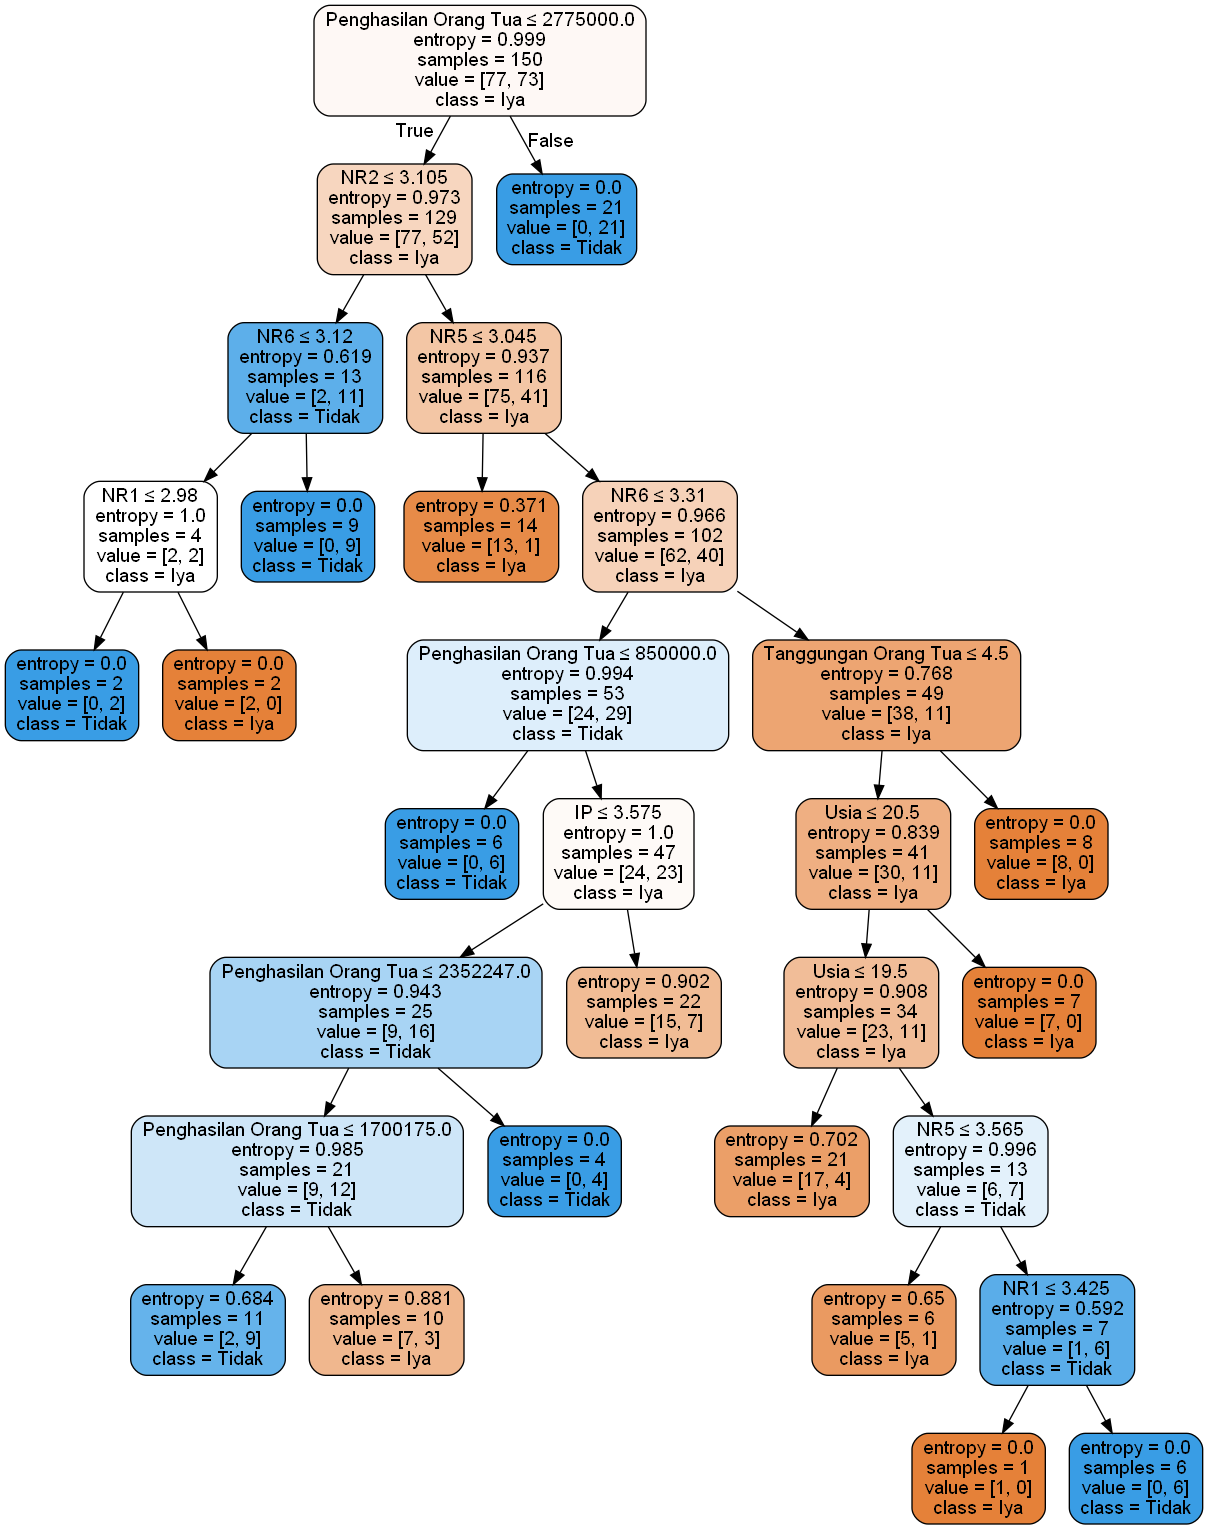 Penghasilan Orang Tua ≤ 2775000.0
entropy = 0.999
samples = 150
value = [77, 73]
class = Iya
True
False
NR2 ≤ 3.105
entropy = 0.973
samples = 129
value = [77, 52]
class = Iya
entropy = 0.0
samples = 21
value = [0, 21]
class = Tidak
NR6 ≤ 3.12
entropy = 0.619
samples = 13
value = [2, 11]
class = Tidak
NR5 ≤ 3.045
entropy = 0.937
samples = 116
value = [75, 41]
class = Iya
NR1 ≤ 2.98
entropy = 1.0
samples = 4
value = [2, 2]
class = Iya
entropy = 0.0
samples = 9
value = [0, 9]
class = Tidak
entropy = 0.371
samples = 14
value = [13, 1]
class = Iya
NR6 ≤ 3.31
entropy = 0.966
samples = 102
value = [62, 40]
class = Iya
entropy = 0.0
samples = 2
value = [0, 2]
class = Tidak
entropy = 0.0
samples = 2
value = [2, 0]
class = Iya
Penghasilan Orang Tua ≤ 850000.0
entropy = 0.994
samples = 53
value = [24, 29]
class = Tidak
Tanggungan Orang Tua ≤ 4.5
entropy = 0.768
samples = 49
value = [38, 11]
class = Iya
entropy = 0.0
samples = 6
value = [0, 6]
class = Tidak
IP ≤ 3.575
entropy = 1.0
samples = 47
value = [24, 23]
class = Iya
Usia ≤ 20.5
entropy = 0.839
samples = 41
value = [30, 11]
class = Iya
entropy = 0.0
samples = 8
value = [8, 0]
class = Iya
Penghasilan Orang Tua ≤ 2352247.0
entropy = 0.943
samples = 25
value = [9, 16]
class = Tidak
entropy = 0.902
samples = 22
value = [15, 7]
class = Iya
Usia ≤ 19.5
entropy = 0.908
samples = 34
value = [23, 11]
class = Iya
entropy = 0.0
samples = 7
value = [7, 0]
class = Iya
Penghasilan Orang Tua ≤ 1700175.0
entropy = 0.985
samples = 21
value = [9, 12]
class = Tidak
entropy = 0.0
samples = 4
value = [0, 4]
class = Tidak
entropy = 0.702
samples = 21
value = [17, 4]
class = Iya
NR5 ≤ 3.565
entropy = 0.996
samples = 13
value = [6, 7]
class = Tidak
entropy = 0.684
samples = 11
value = [2, 9]
class = Tidak
entropy = 0.881
samples = 10
value = [7, 3]
class = Iya
entropy = 0.65
samples = 6
value = [5, 1]
class = Iya
NR1 ≤ 3.425
entropy = 0.592
samples = 7
value = [1, 6]
class = Tidak
entropy = 0.0
samples = 1
value = [1, 0]
class = Iya
entropy = 0.0
samples = 6
value = [0, 6]
class = Tidak